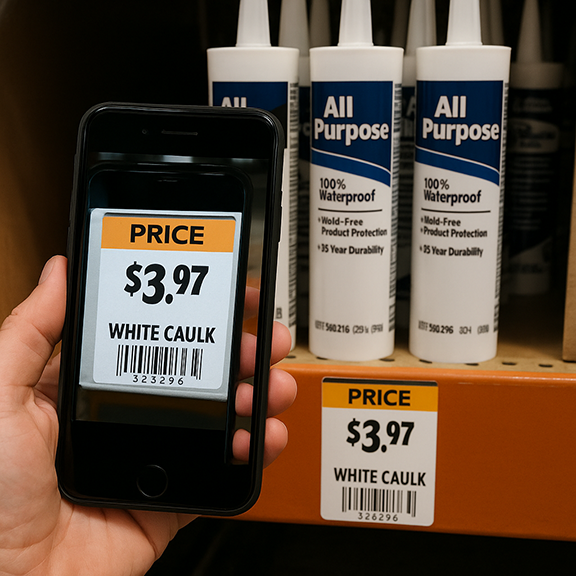 PRICE
$3.97
WHITE CAULK
323296
All
All
Purpose
100%
Waterproof
Wold-Free
Product Protection
35 Year Durability
All
Purpose
100%
Waterproof
Mold-Free
Product Protection
35 Year Durability
PRICE
$3.97
WHITE CAULK
326296